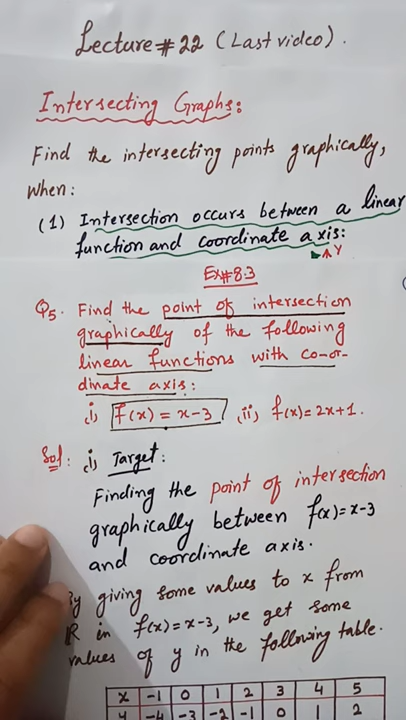 Lecture # 22 (Last video).
Intersecting Graphs:
Find the intersecting points graphically,
When:
(1) Intersection occurs between a linear
function and coordinate axis:
Y
Ex#8.3
Q5. Find the point of intersection
graphically of the following
linear functions with co-or-
dinate axis:
i) f(x) = x-3 ii) f(x)=2x+1.
Sol: i) Target:
Finding the point of intersection
graphically between f(x)=x-3
and coordinate axis.
By giving some values to x from
R in f(x)=x-3, we get some
values of y in the following table.
x -1 0 1 2 3 4 5
y -4 -3 -2 -1 0 1 2